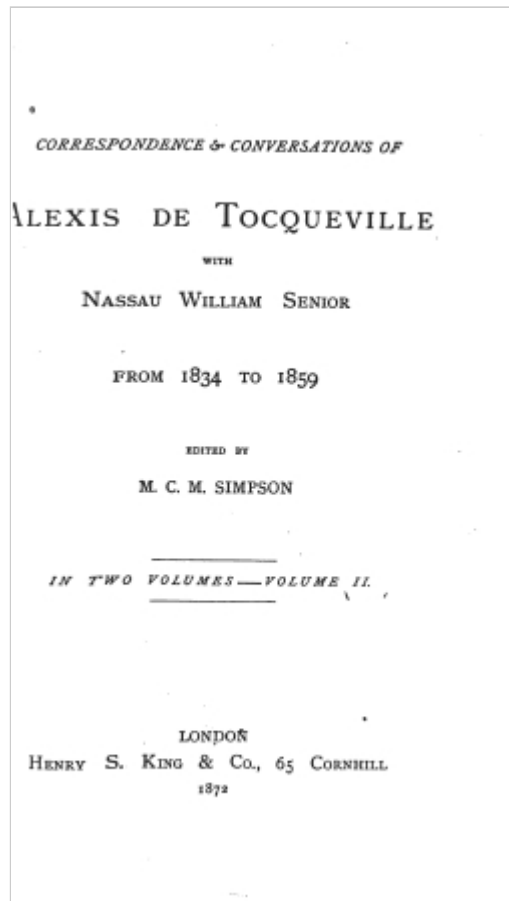 CORRESPONDENCE & CONVERSATIONS OF
ALEXIS DE TOCQUEVILLE
WITH
NASSAU WILLIAM SENIOR
FROM 1834 TO 1859
EDITED BY
M. C. M. SIMPSON
IN TWO VOLUMES—VOLUME II.
LONDON
HENRY S. KING & CO., 65 CORNHILL
1872